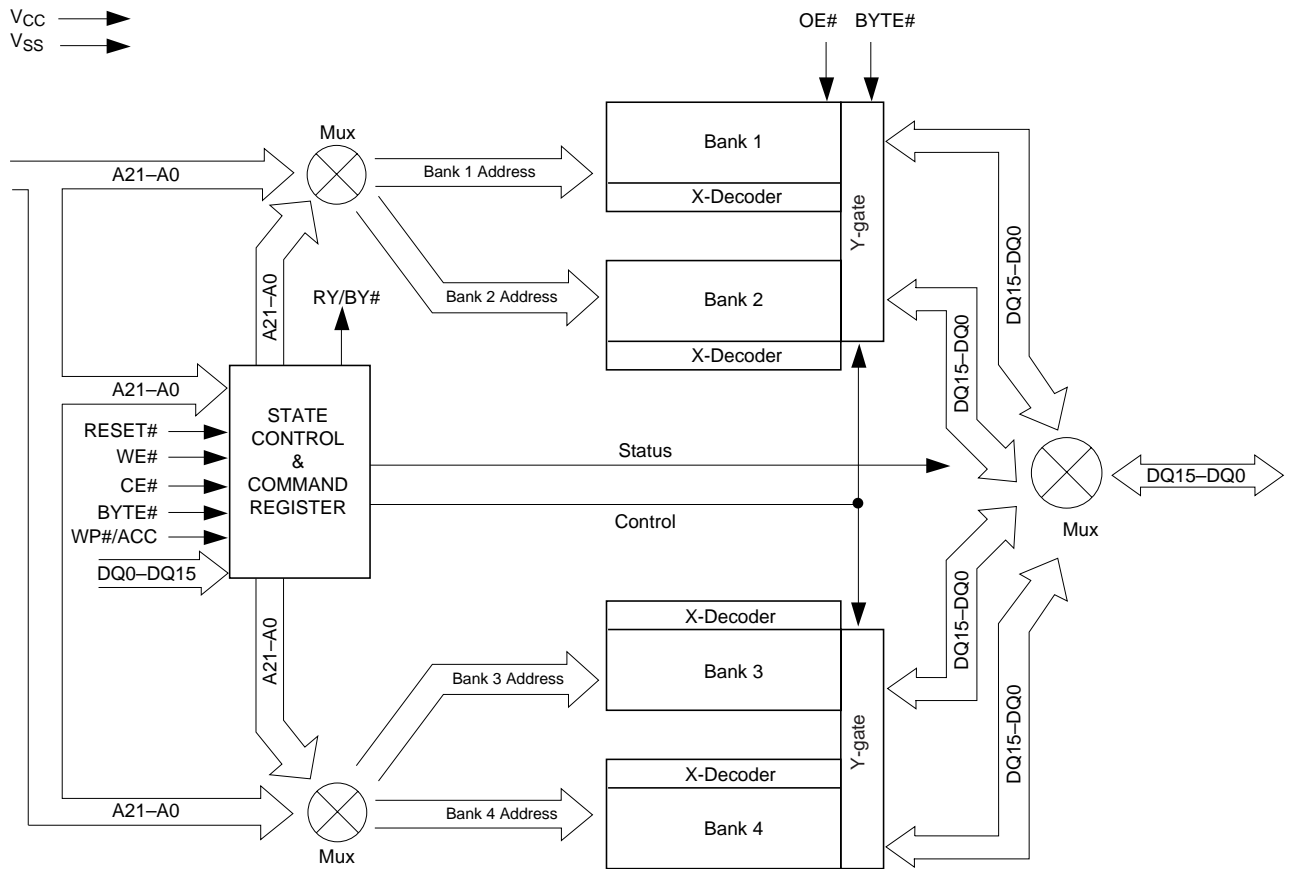 VCC
VSS
OE# BYTE#
Mux
Bank 1
A21–A0
Bank 1 Address
X-Decoder
Y-gate
DQ15–DQ0
A21–A0
RY/BY#
Bank 2 Address
Bank 2
X-Decoder
DQ15–DQ0
A21–A0
RESET#
WE#
CE#
BYTE#
WP#/ACC
DQ0–DQ15
STATE
CONTROL
&
COMMAND
REGISTER
Status
Control
DQ15–DQ0
Mux
A21–A0
X-Decoder
Bank 3 Address
Bank 3
Y-gate
DQ15–DQ0
DQ15–DQ0
X-Decoder
A21–A0
Bank 4 Address
Bank 4
Mux